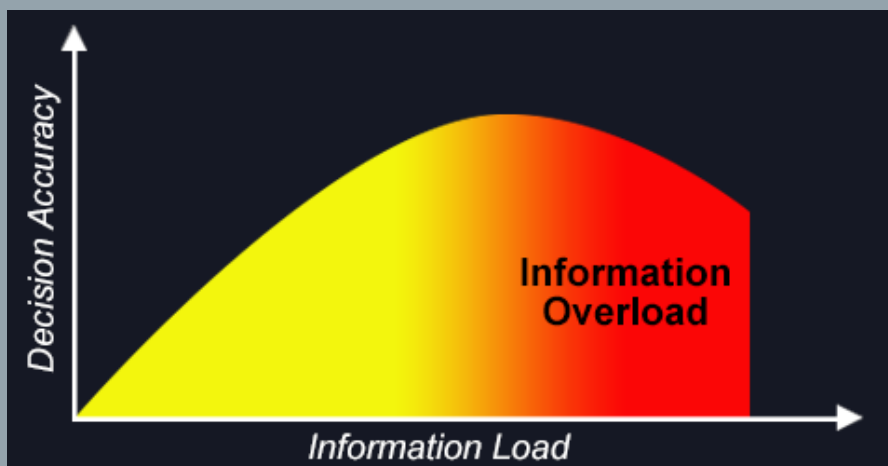 Decision Accuracy
Information
Overload
Information Load